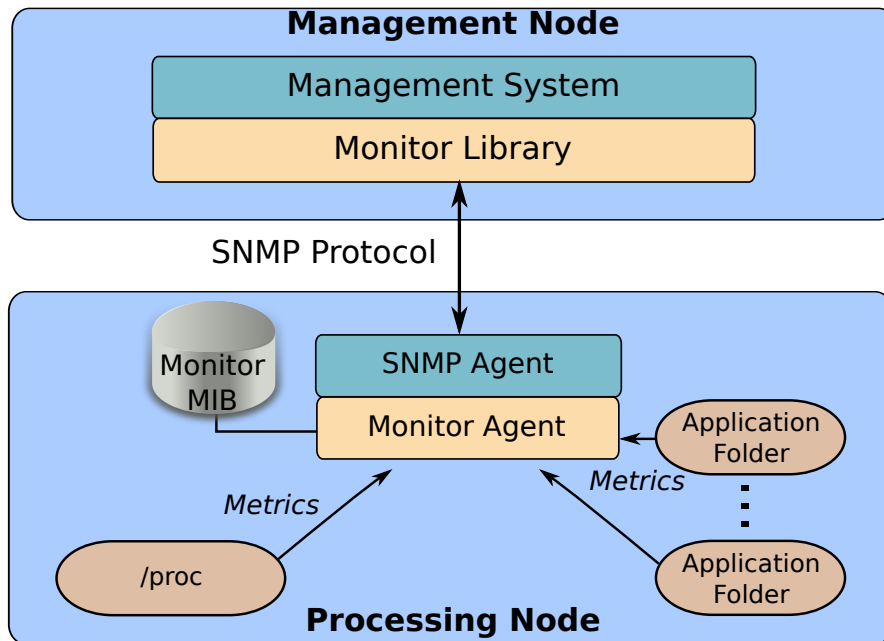 Management Node
Management System
Monitor Library
SNMP Protocol
Monitor
MIB
SNMP Agent
Monitor Agent
Application
Folder
Metrics
Metrics
/proc
Application
Folder
Processing Node